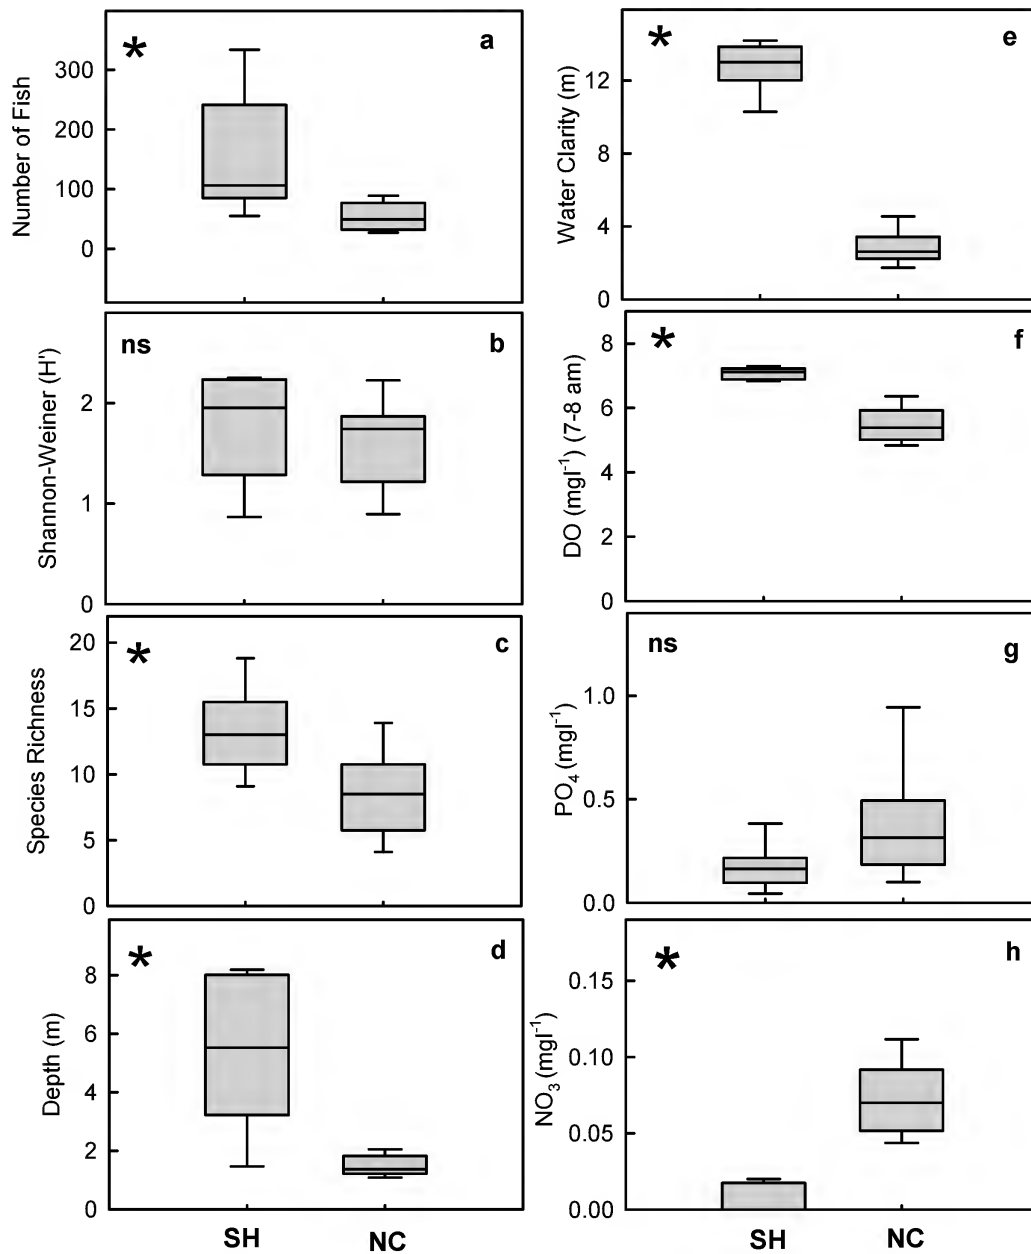 *
a
Number of Fish
300
200
100
0
ns
b
Shannon-Weiner (H')
2
1
0
*
c
Species Richness
20
15
10
5
0
*
d
Depth (m)
8
6
4
2
0
SH
NC
*
e
Water Clarity (m)
12
8
4
0
*
f
DO (mgl⁻¹) (7-8 am)
8
6
4
2
0
ns
g
PO₄ (mgl⁻¹)
1.0
0.5
0.0
*
h
NO₃ (mgl⁻¹)
0.15
0.10
0.05
0.00
SH
NC